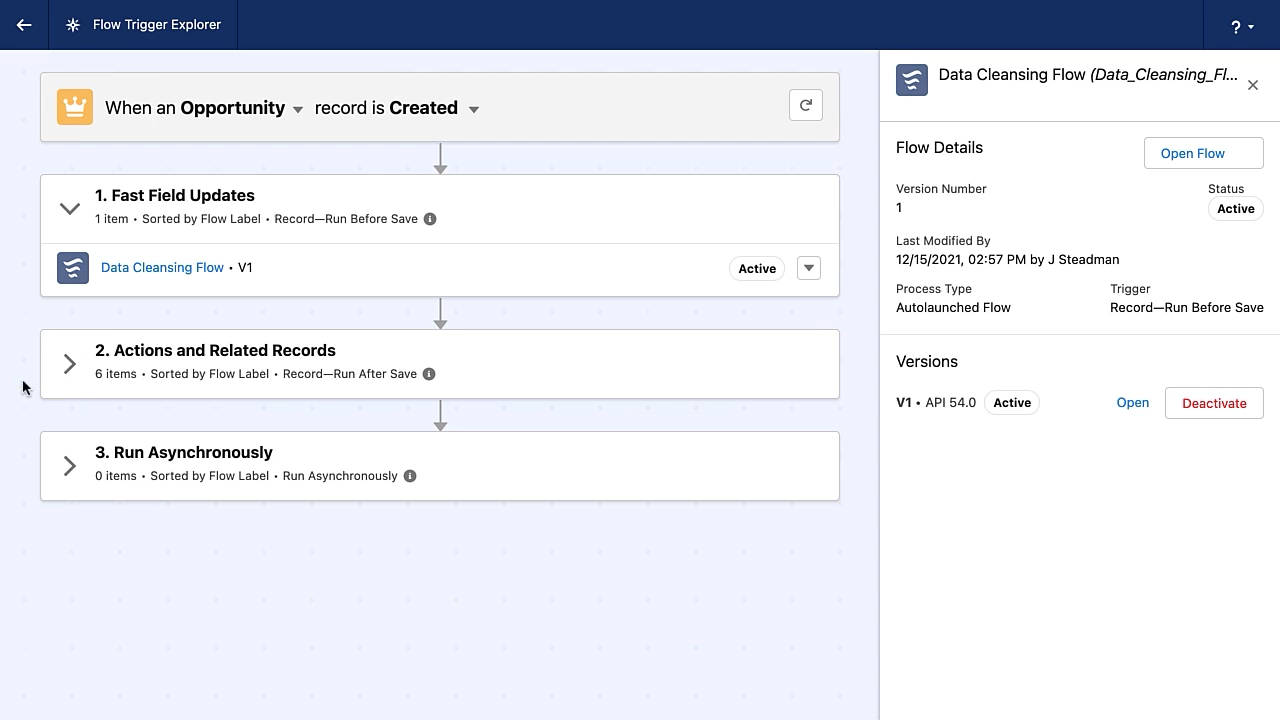 Flow Trigger Explorer
?
When an Opportunity record is Created
1. Fast Field Updates
1 item • Sorted by Flow Label • Record—Run Before Save
Data Cleansing Flow • V1
Active
2. Actions and Related Records
6 items • Sorted by Flow Label • Record—Run After Save
3. Run Asynchronously
0 items • Sorted by Flow Label • Run Asynchronously
Data Cleansing Flow (Data_Cleansing_Fl...
Flow Details
Open Flow
Version Number
Status
1
Active
Last Modified By
12/15/2021, 02:57 PM by J Steadman
Process Type
Trigger
Autolaunched Flow
Record—Run Before Save
Versions
V1 • API 54.0 Active Open Deactivate